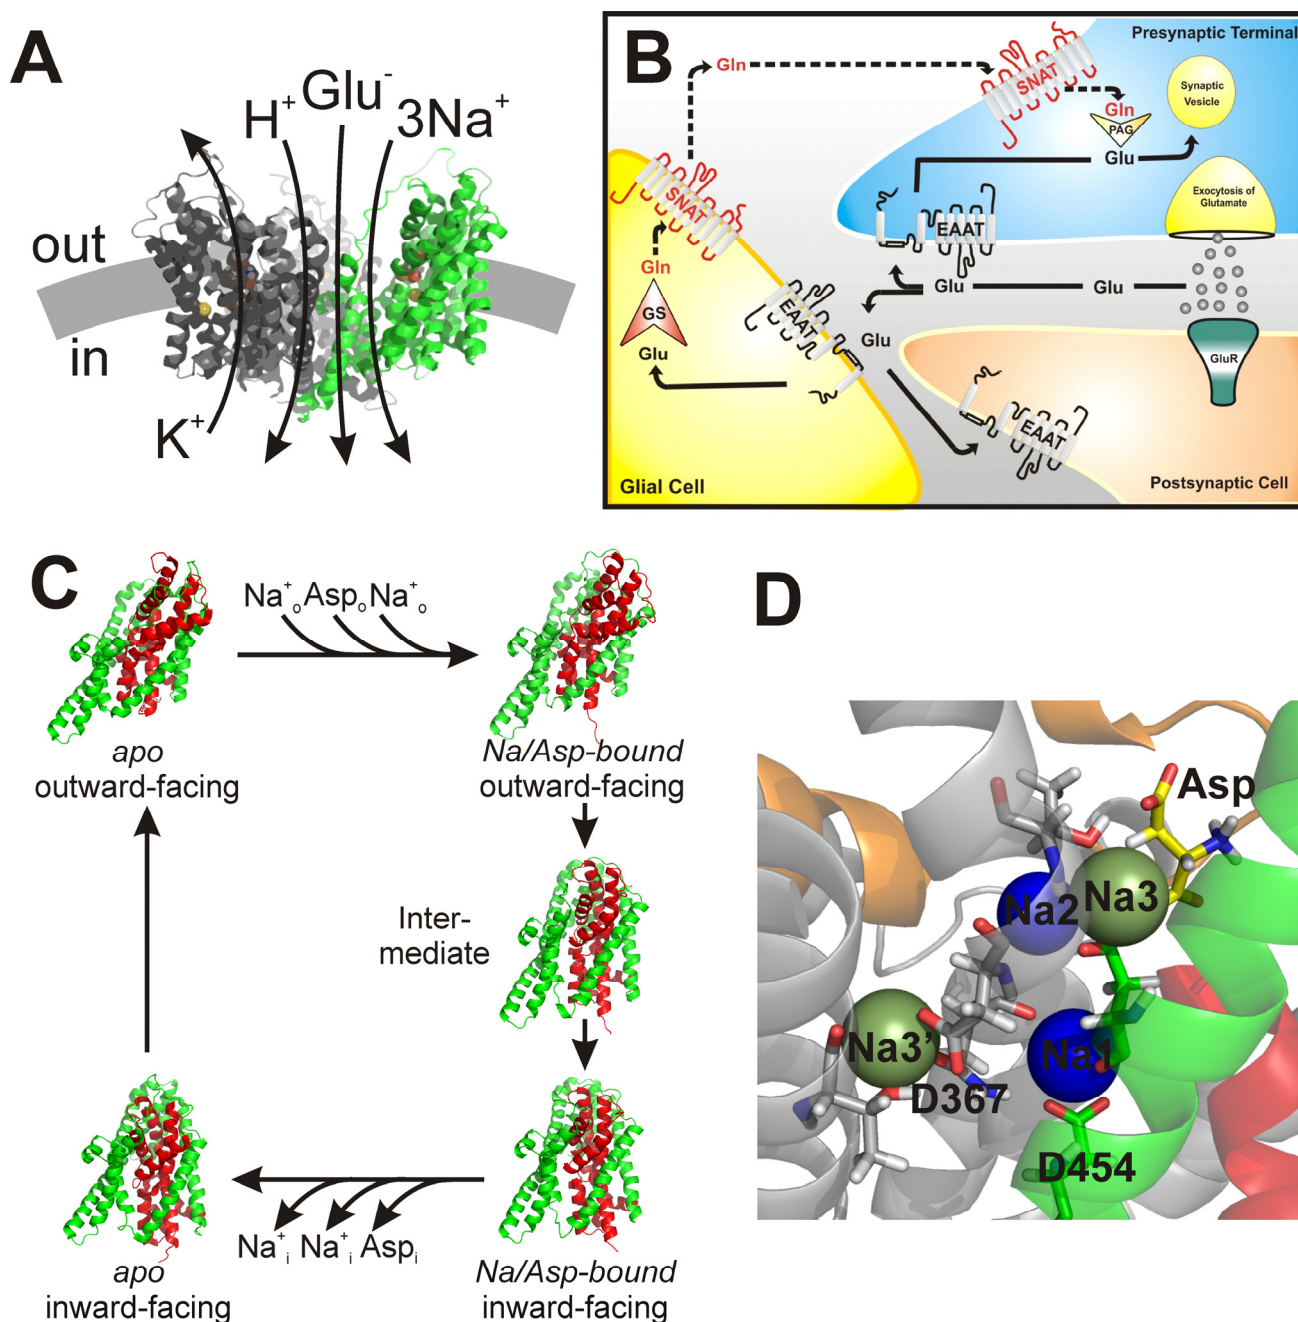 A
H+
Glu-
3Na+
out
in
K+
B
Presynaptic Terminal
Gln
SNAT
Gln
PAG
Glu
Synaptic
Vesicle
SNAT
EAAT
Exocytosis of
Glutamate
Gln
GS
Glu
EAAT
Glu
Glu
Glu
GluR
EAAT
Glial Cell
Postsynaptic Cell
C
Na+o Aspo Na+o
apo
outward-facing
Na/Asp-bound
outward-facing
Inter-
mediate
Na+i Na+i Aspi
apo
inward-facing
Na/Asp-bound
inward-facing
D
Asp
Na2
Na3
Na3’
Na1
D367
D454